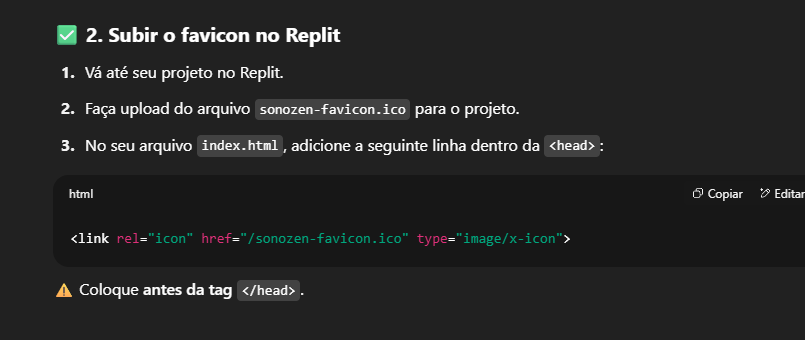 ✅ 2. Subir o favicon no Replit
1. Vá até seu projeto no Replit.
2. Faça upload do arquivo sonozen-favicon.ico para o projeto.
3. No seu arquivo index.html, adicione a seguinte linha dentro da <head>:
html Copiar Editar
<link rel="icon" href="/sonozen-favicon.ico" type="image/x-icon">
⚠️ Coloque antes da tag </head>.